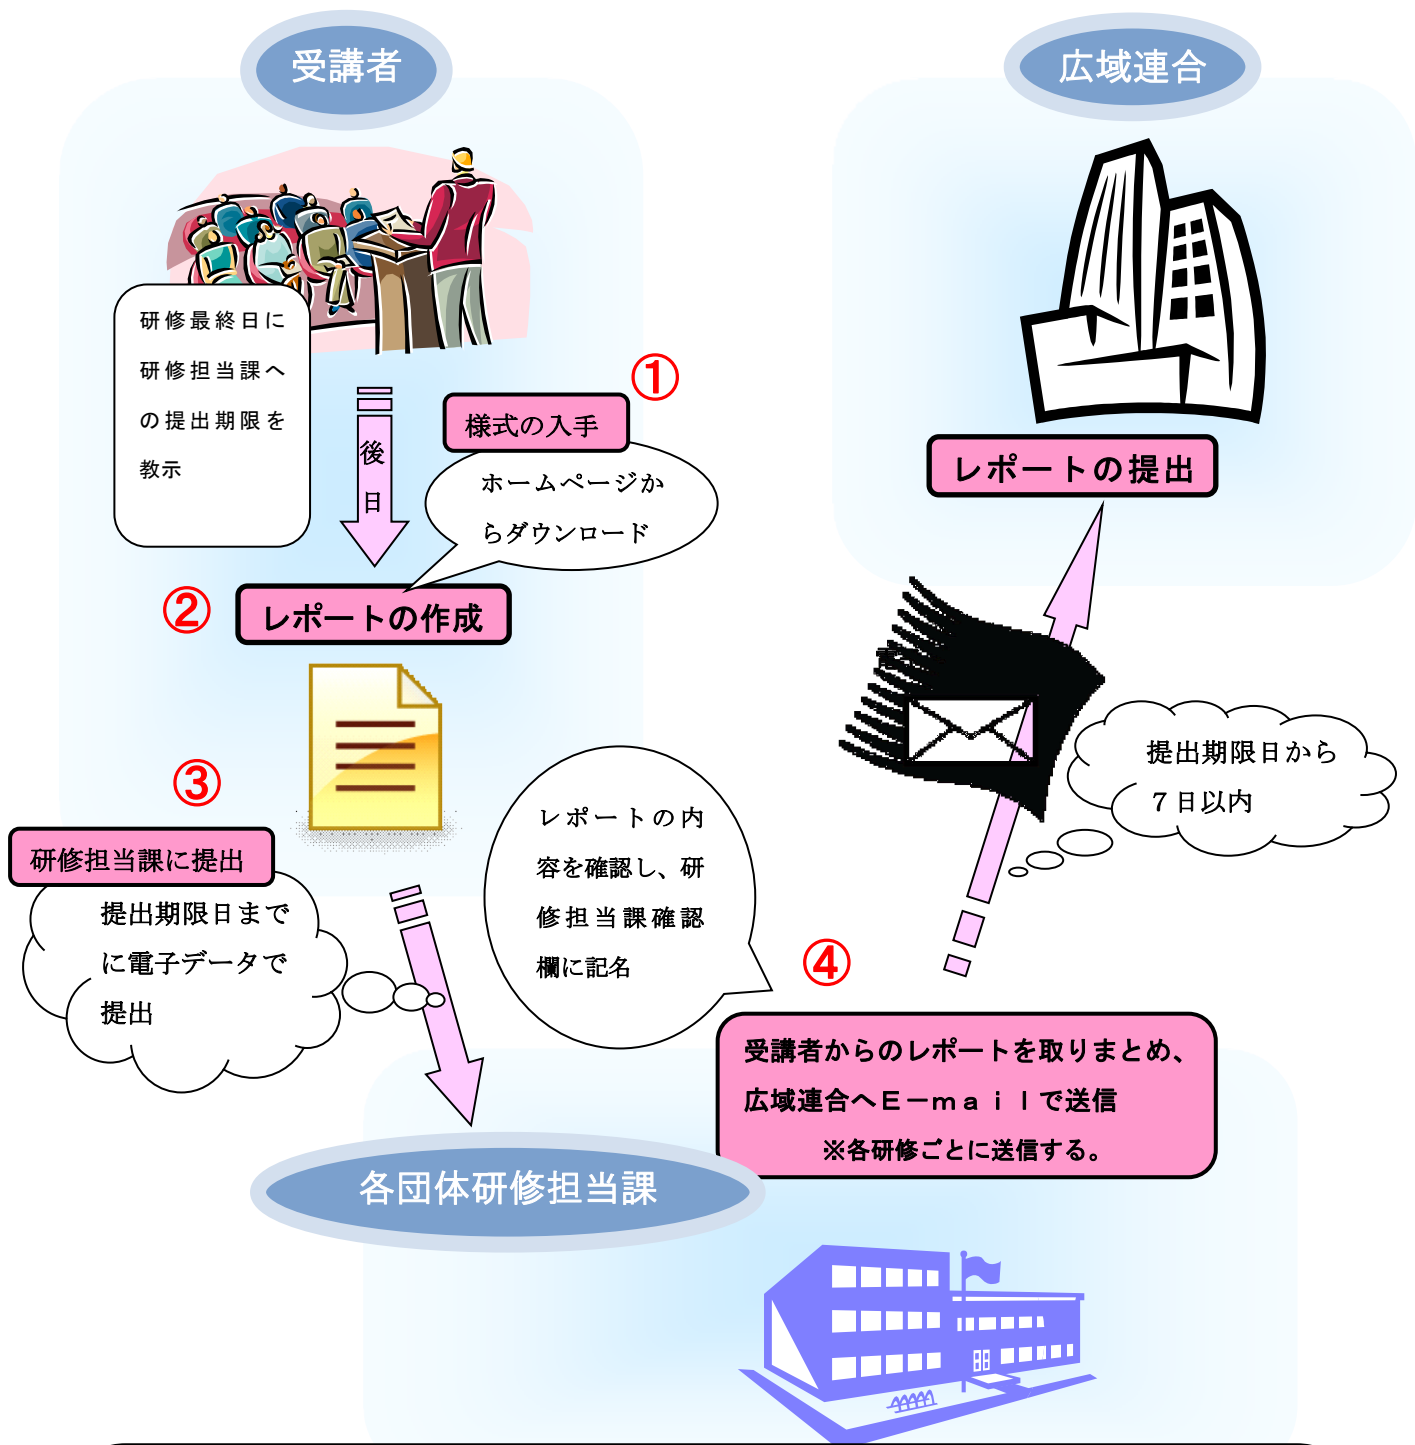 受講者
広域連合
研修最終日に
研修担当課へ
の提出期限を
教示
後
日
①
様式の入手
ホームページか
らダウンロード
②
レポートの作成
③
研修担当課に提出
提出期限日まで
に電子データで
提出
レポートの内
容を確認し、研
修担当課確認
欄に記名
④
受講者からのレポートを取りまとめ、
広域連合へＥ－ｍａｉｌで送信
※各研修ごとに送信する。
レポートの提出
提出期限日から
７日以内
各団体研修担当課